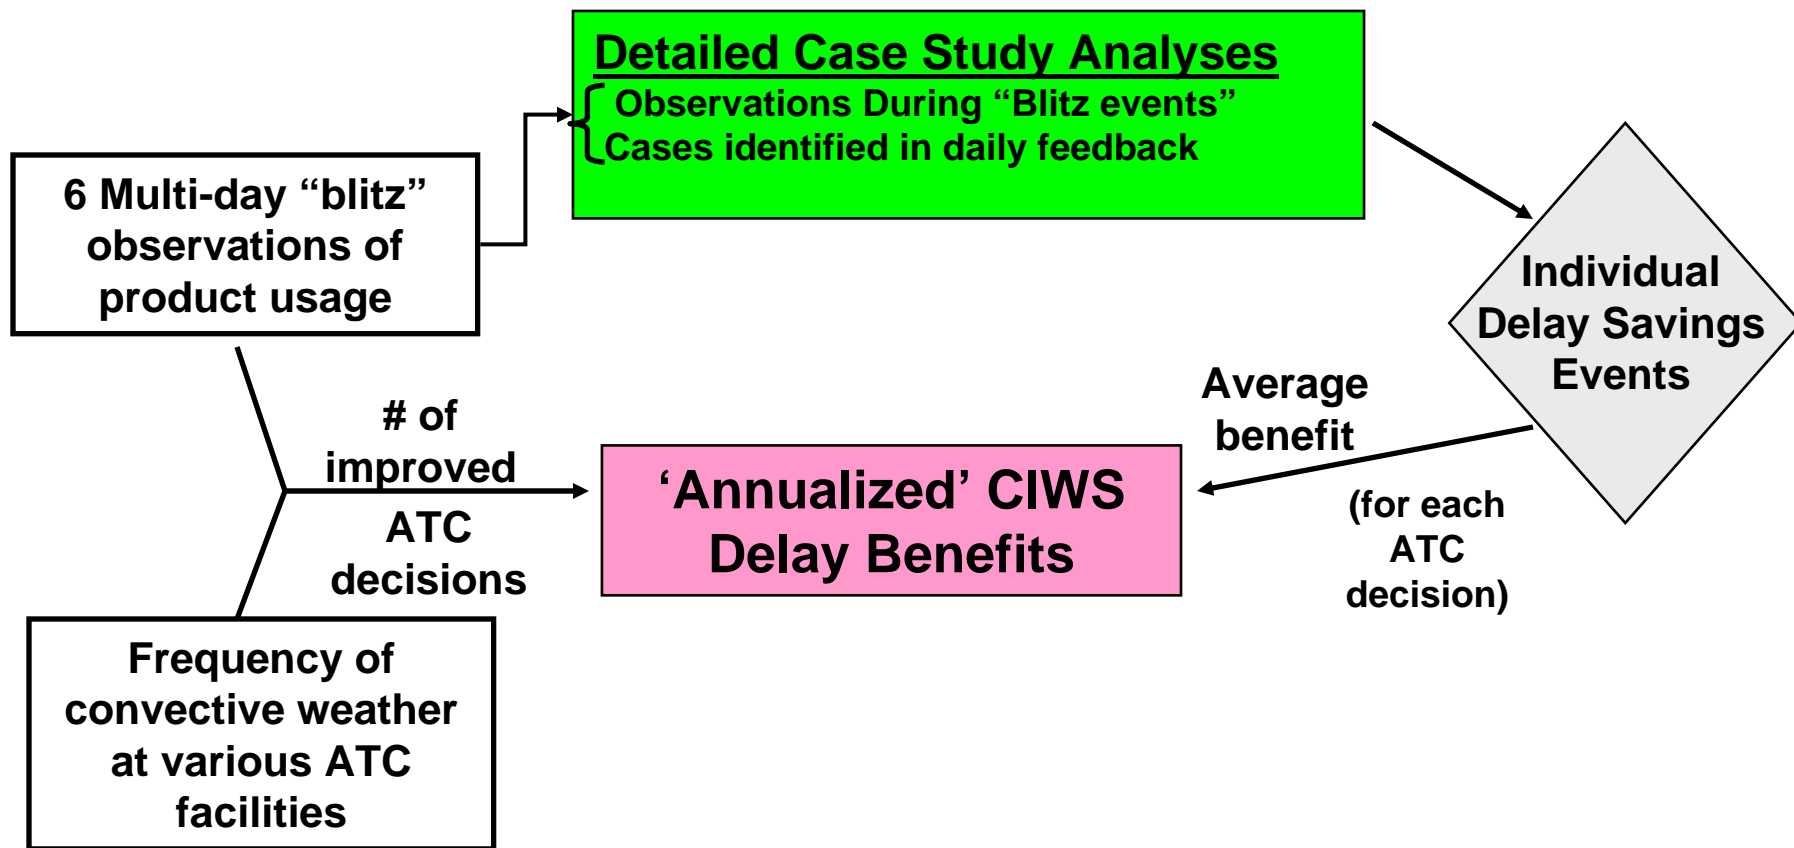 Detailed Case Study Analyses
Observations During “Blitz events”
Cases identified in daily feedback
6 Multi-day “blitz”
observations of
product usage
Individual
Delay Savings
Events
Average
benefit
(for each
ATC
decision)
# of
improved
ATC
decisions
‘Annualized’ CIWS
Delay Benefits
Frequency of
convective weather
at various ATC
facilities